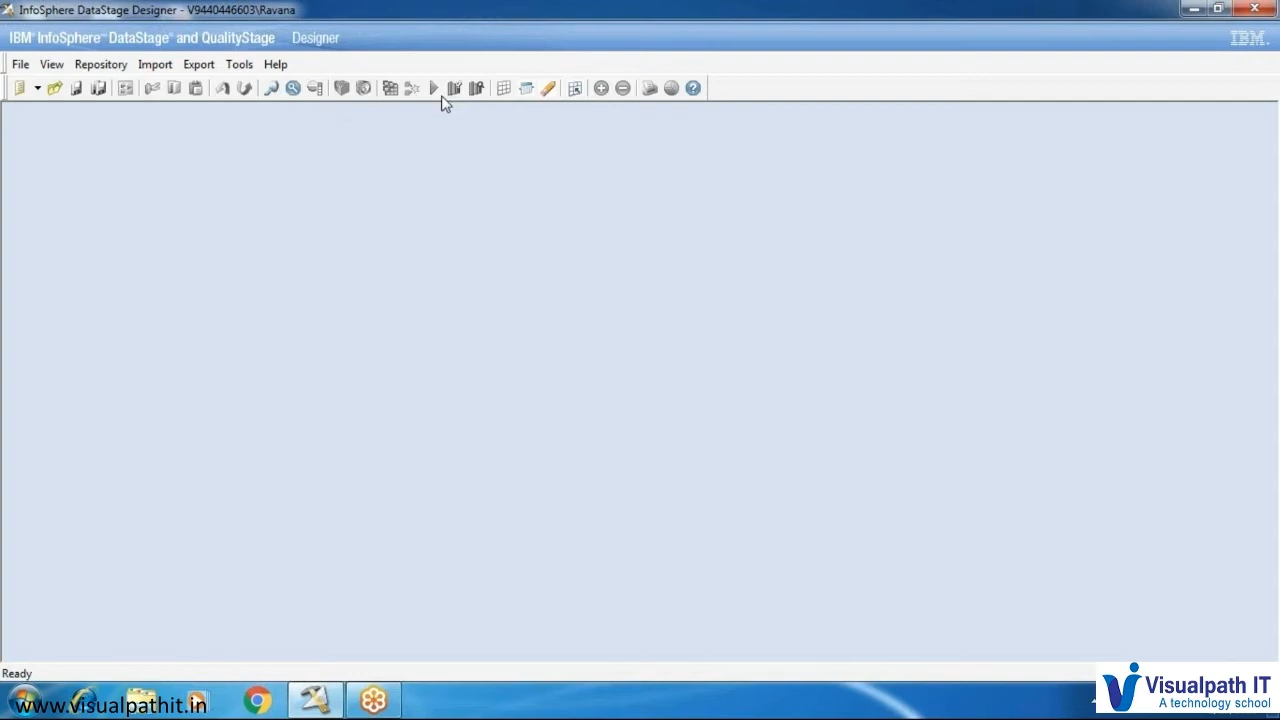 InfoSphere DataStage Designer - V9440446603\Ravana
IBM® InfoSphere™ DataStage® and QualityStage Designer
IBM.
File View Repository Import Export Tools Help
Ready
www.visualpathit.in
Visualpath IT
A technology school